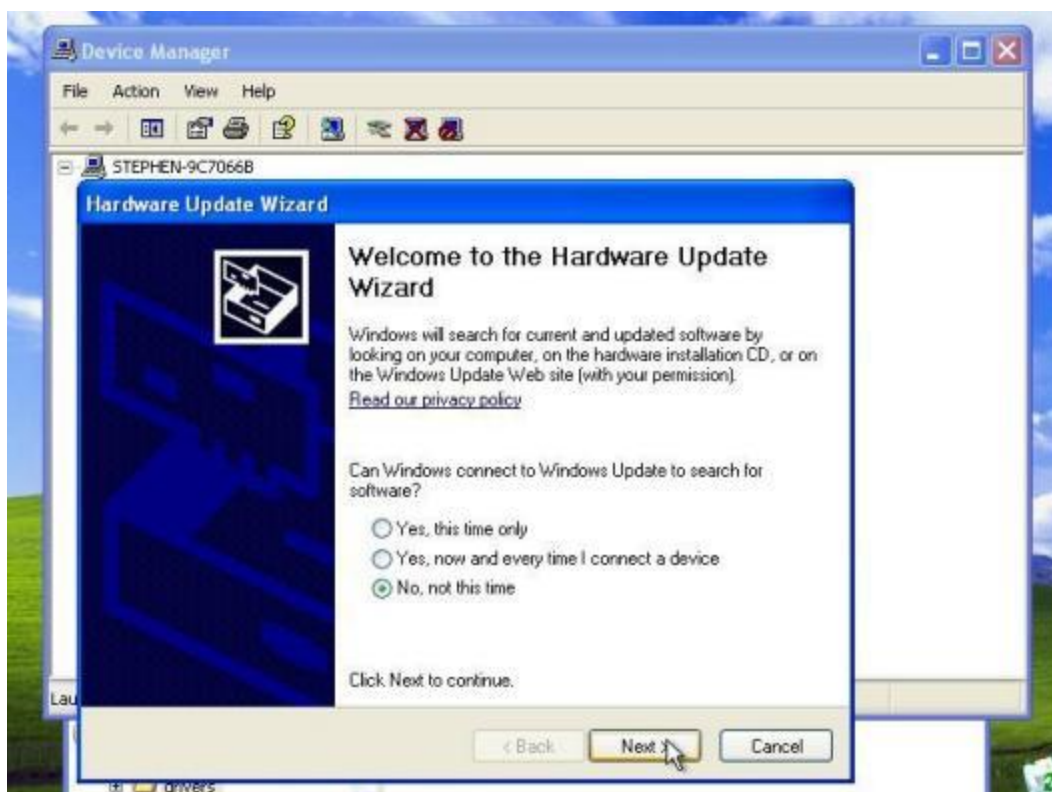 Device Manager
File Action View Help
STEPHEN-9C7066B
Hardware Update Wizard
Welcome to the Hardware Update
Wizard
Windows will search for current and updated software by
looking on your computer, on the hardware installation CD, or on
the Windows Update Web site (with your permission).
Read our privacy policy
Can Windows connect to Windows Update to search for
software?
Yes, this time only
Yes, now and every time I connect a device
No, not this time
Click Next to continue.
Lau
< Back Next > Cancel
drivers